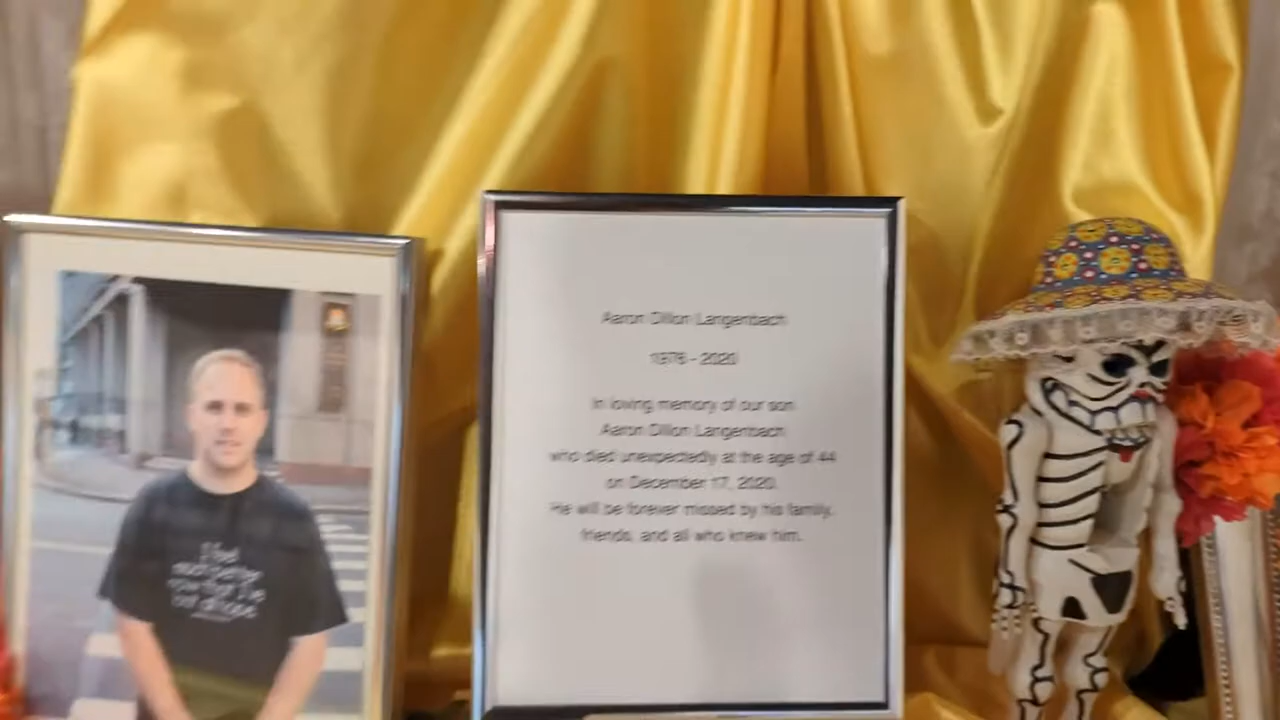 Aaron Dillon Langenbach
1976 - 2020
In loving memory of our son
Aaron Dillon Langenbach
who died unexpectedly at the age of 44
on December 17, 2020.
He will be forever missed by his family,
friends, and all who knew him.
I feel